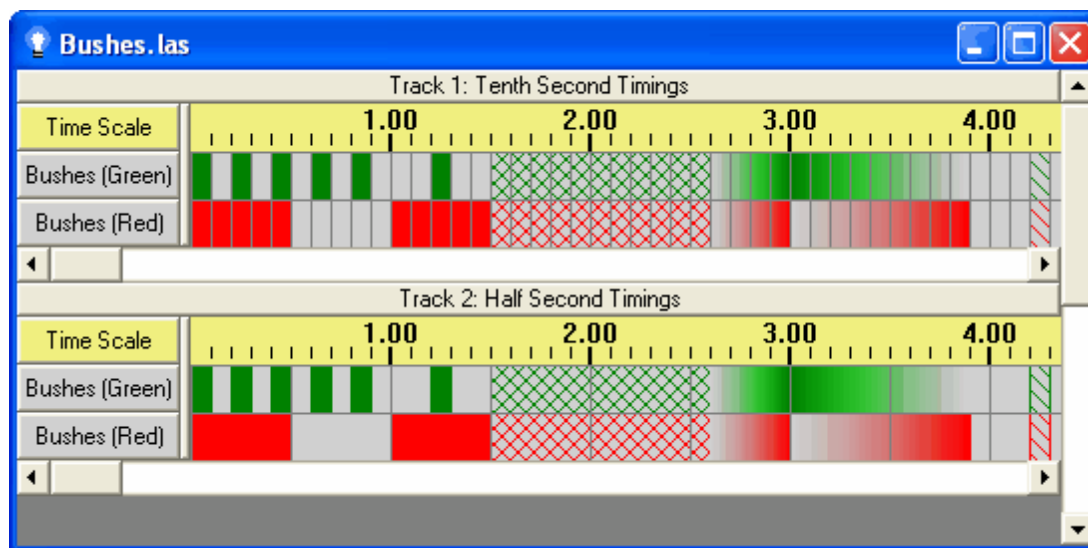 Bushes.las
Track 1: Tenth Second Timings
Time Scale 1.00 2.00 3.00 4.00
Bushes (Green)
Bushes (Red)
Track 2: Half Second Timings
Time Scale 1.00 2.00 3.00 4.00
Bushes (Green)
Bushes (Red)